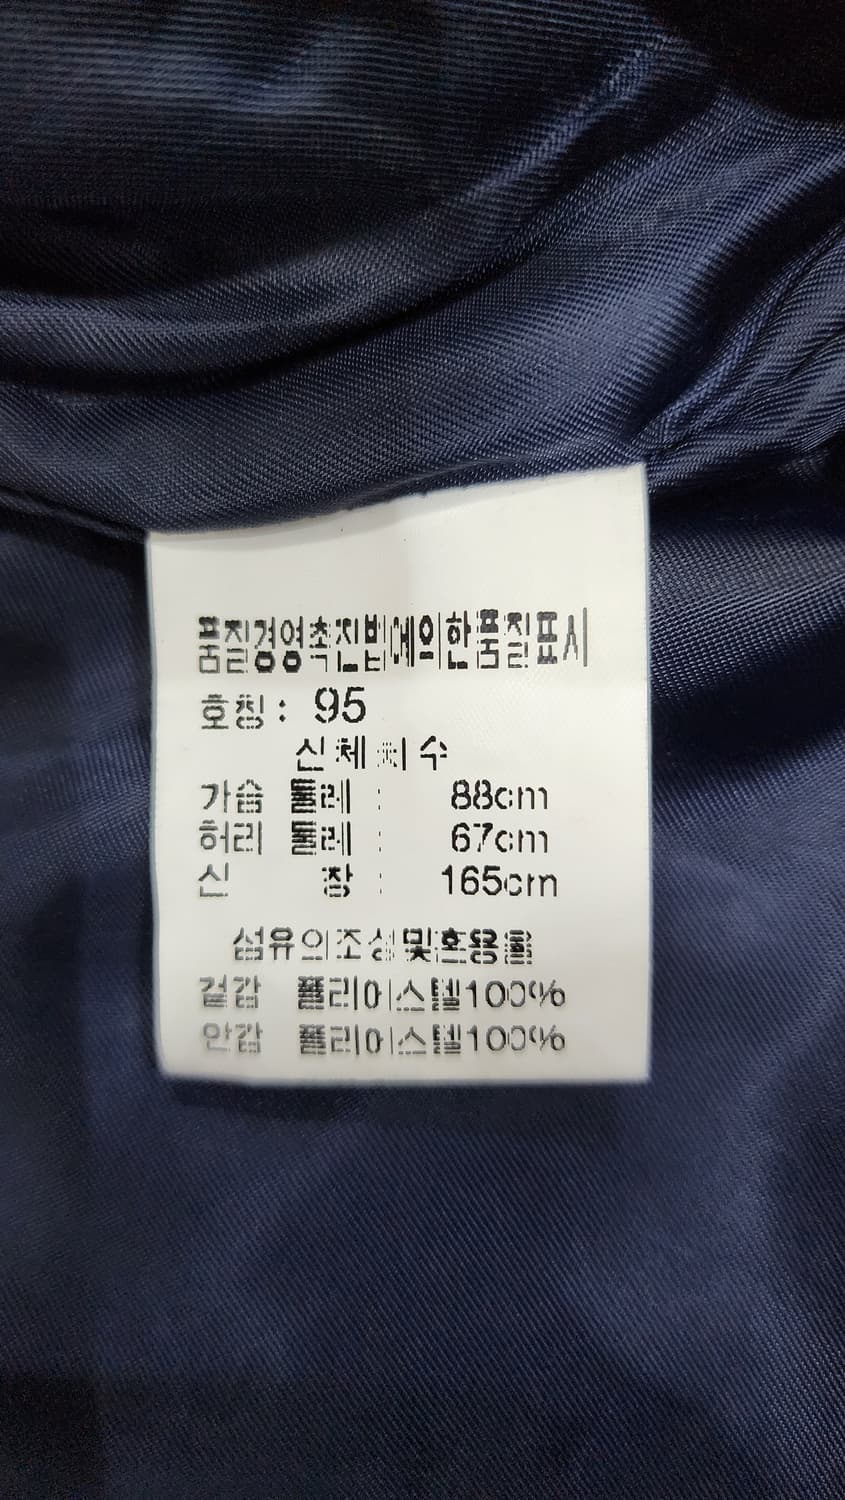 품질경영촉진법에의한품질표시
호칭: 95
신체치수
가슴 둘레 : 88cm
허리 둘레 : 67cm
신 장 : 165cm
섬유의조성및혼용율
겉감 폴리에스텔100%
안감 폴리에스텔100%